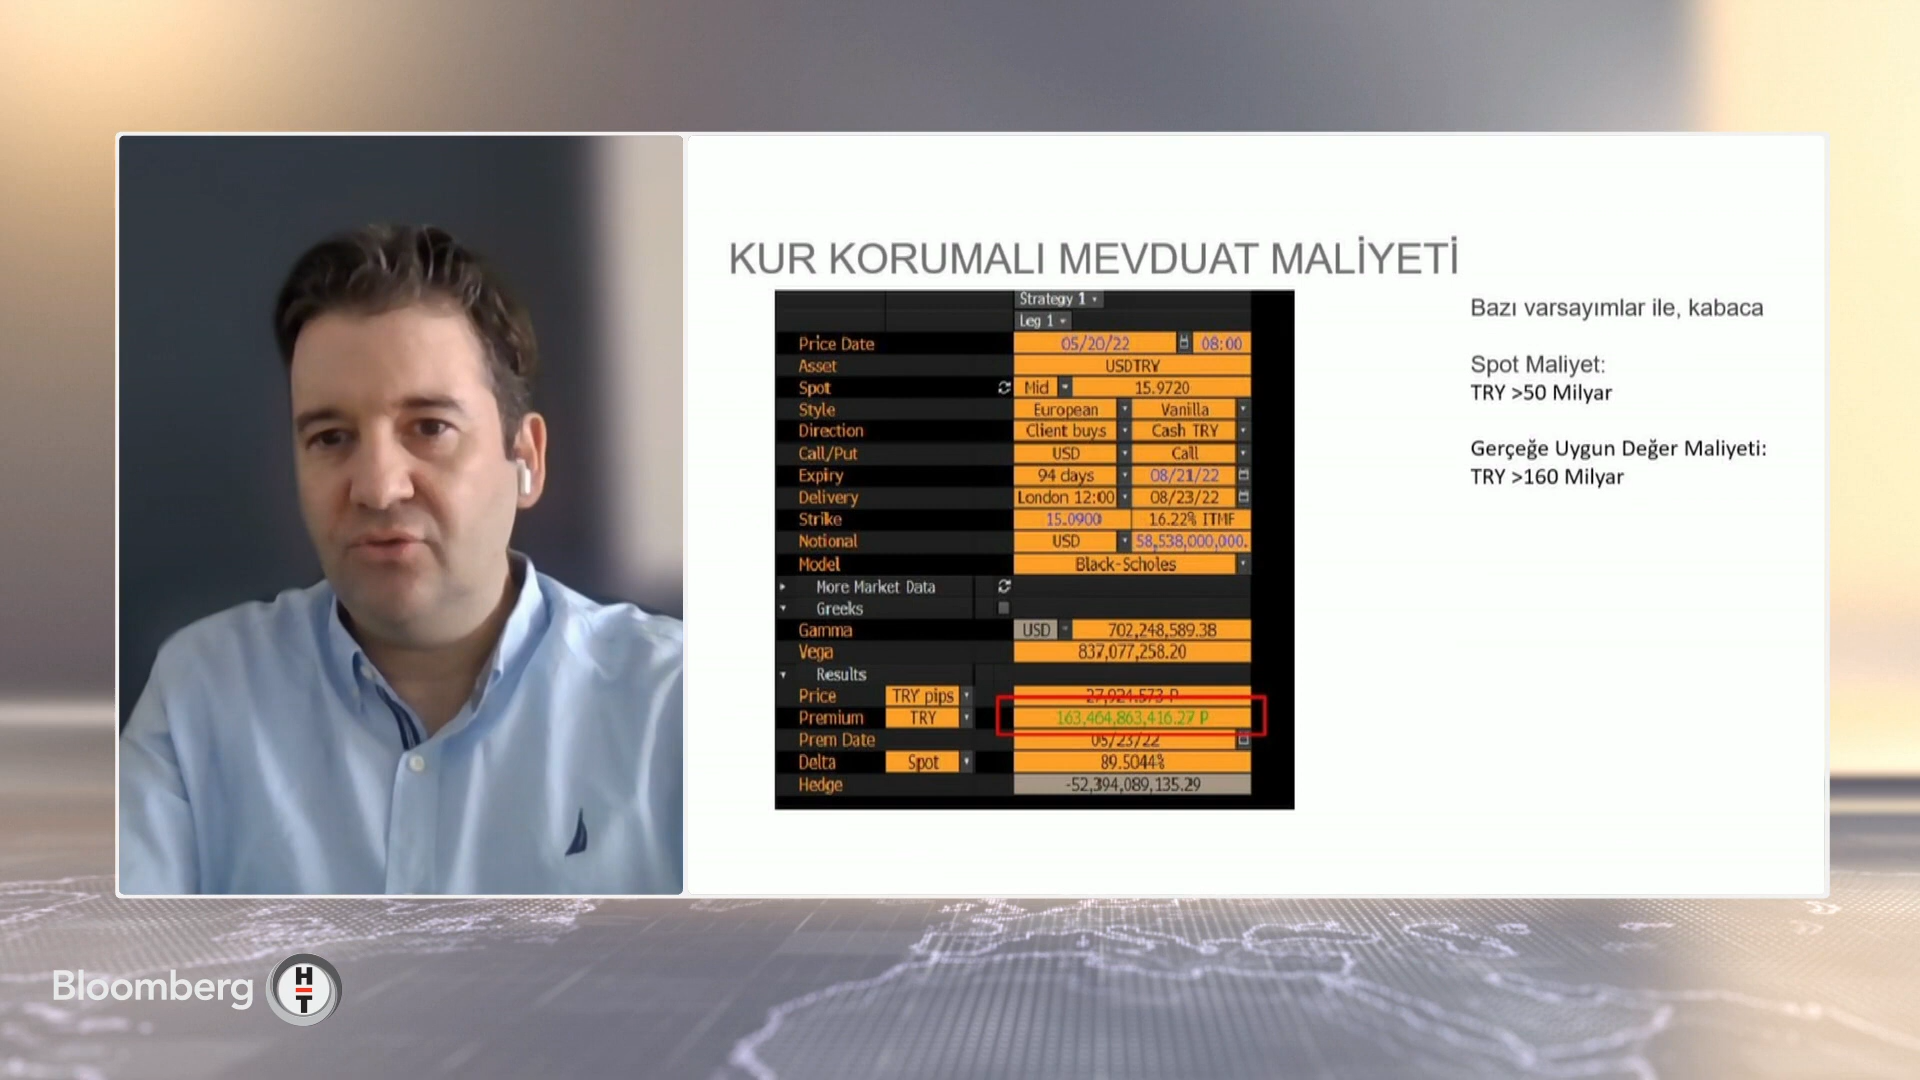 KUR KORUMALI MEVDUAT MALİYETİ
Strategy 1
Leg 1
Price Date 05/20/22 08:00
Asset USDTRY
Spot Mid 15.9720
Style European Vanilla
Direction Client buys Cash TRY
Call/Put USD Call
Expiry 94 days 08/21/22
Delivery London 12:00 08/23/22
Strike 15.0900 16.22% ITMF
Notional USD 58,538,000,000.
Model Black-Scholes
More Market Data
Greeks
Gamma USD 702,248,589.38
Vega 837,077,258.20
Results
Price TRY pips 27,924.573 P
Premium TRY 163,464,863,416.27 P
Prem Date 05/23/22
Delta Spot 89.5044%
Hedge -52,394,089,135.29
Bazı varsayımlar ile, kabaca
Spot Maliyet:
TRY >50 Milyar
Gerçeğe Uygun Değer Maliyeti:
TRY >160 Milyar
Bloomberg HT